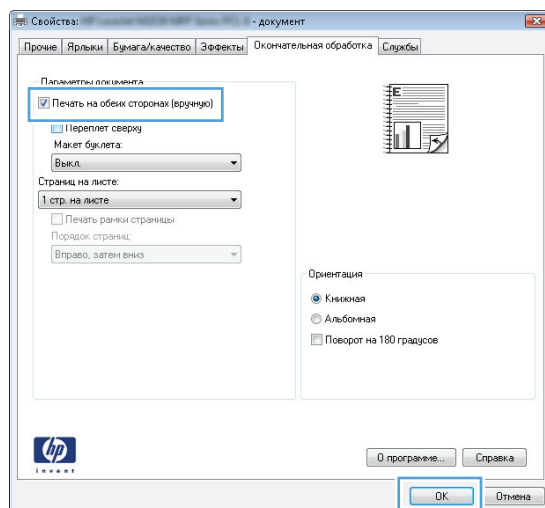 Свойства: - документ
Прочие Ярлыки Бумага/качество Эффекты Окончательная обработка Службы
Параметры документа
Печать на обеих сторонах (вручную)
Переплет сверху
Макет буклета:
Выкл.
Страниц на листе:
1 стр. на листе
Печать рамки страницы
Порядок страниц:
Вправо, затем вниз
E
Ориентация
Книжная
Альбомная
Поворот на 180 градусов
hp
invent
О программе... Справка
OK Отмена